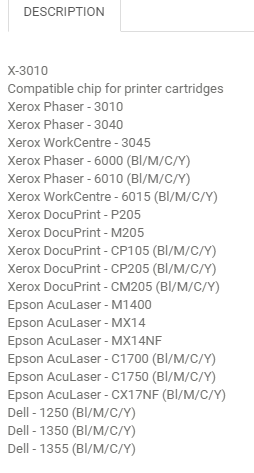 DESCRIPTION
X-3010
Compatible chip for printer cartridges
Xerox Phaser - 3010
Xerox Phaser - 3040
Xerox WorkCentre - 3045
Xerox Phaser - 6000 (Bl/M/C/Y)
Xerox Phaser - 6010 (Bl/M/C/Y)
Xerox WorkCentre - 6015 (Bl/M/C/Y)
Xerox DocuPrint - P205
Xerox DocuPrint - M205
Xerox DocuPrint - CP105 (Bl/M/C/Y)
Xerox DocuPrint - CP205 (Bl/M/C/Y)
Xerox DocuPrint - CM205 (Bl/M/C/Y)
Epson AcuLaser - M1400
Epson AcuLaser - MX14
Epson AcuLaser - MX14NF
Epson AcuLaser - C1700 (Bl/M/C/Y)
Epson AcuLaser - C1750 (Bl/M/C/Y)
Epson AcuLaser - CX17NF (Bl/M/C/Y)
Dell - 1250 (Bl/M/C/Y)
Dell - 1350 (Bl/M/C/Y)
Dell - 1355 (Bl/M/C/Y)